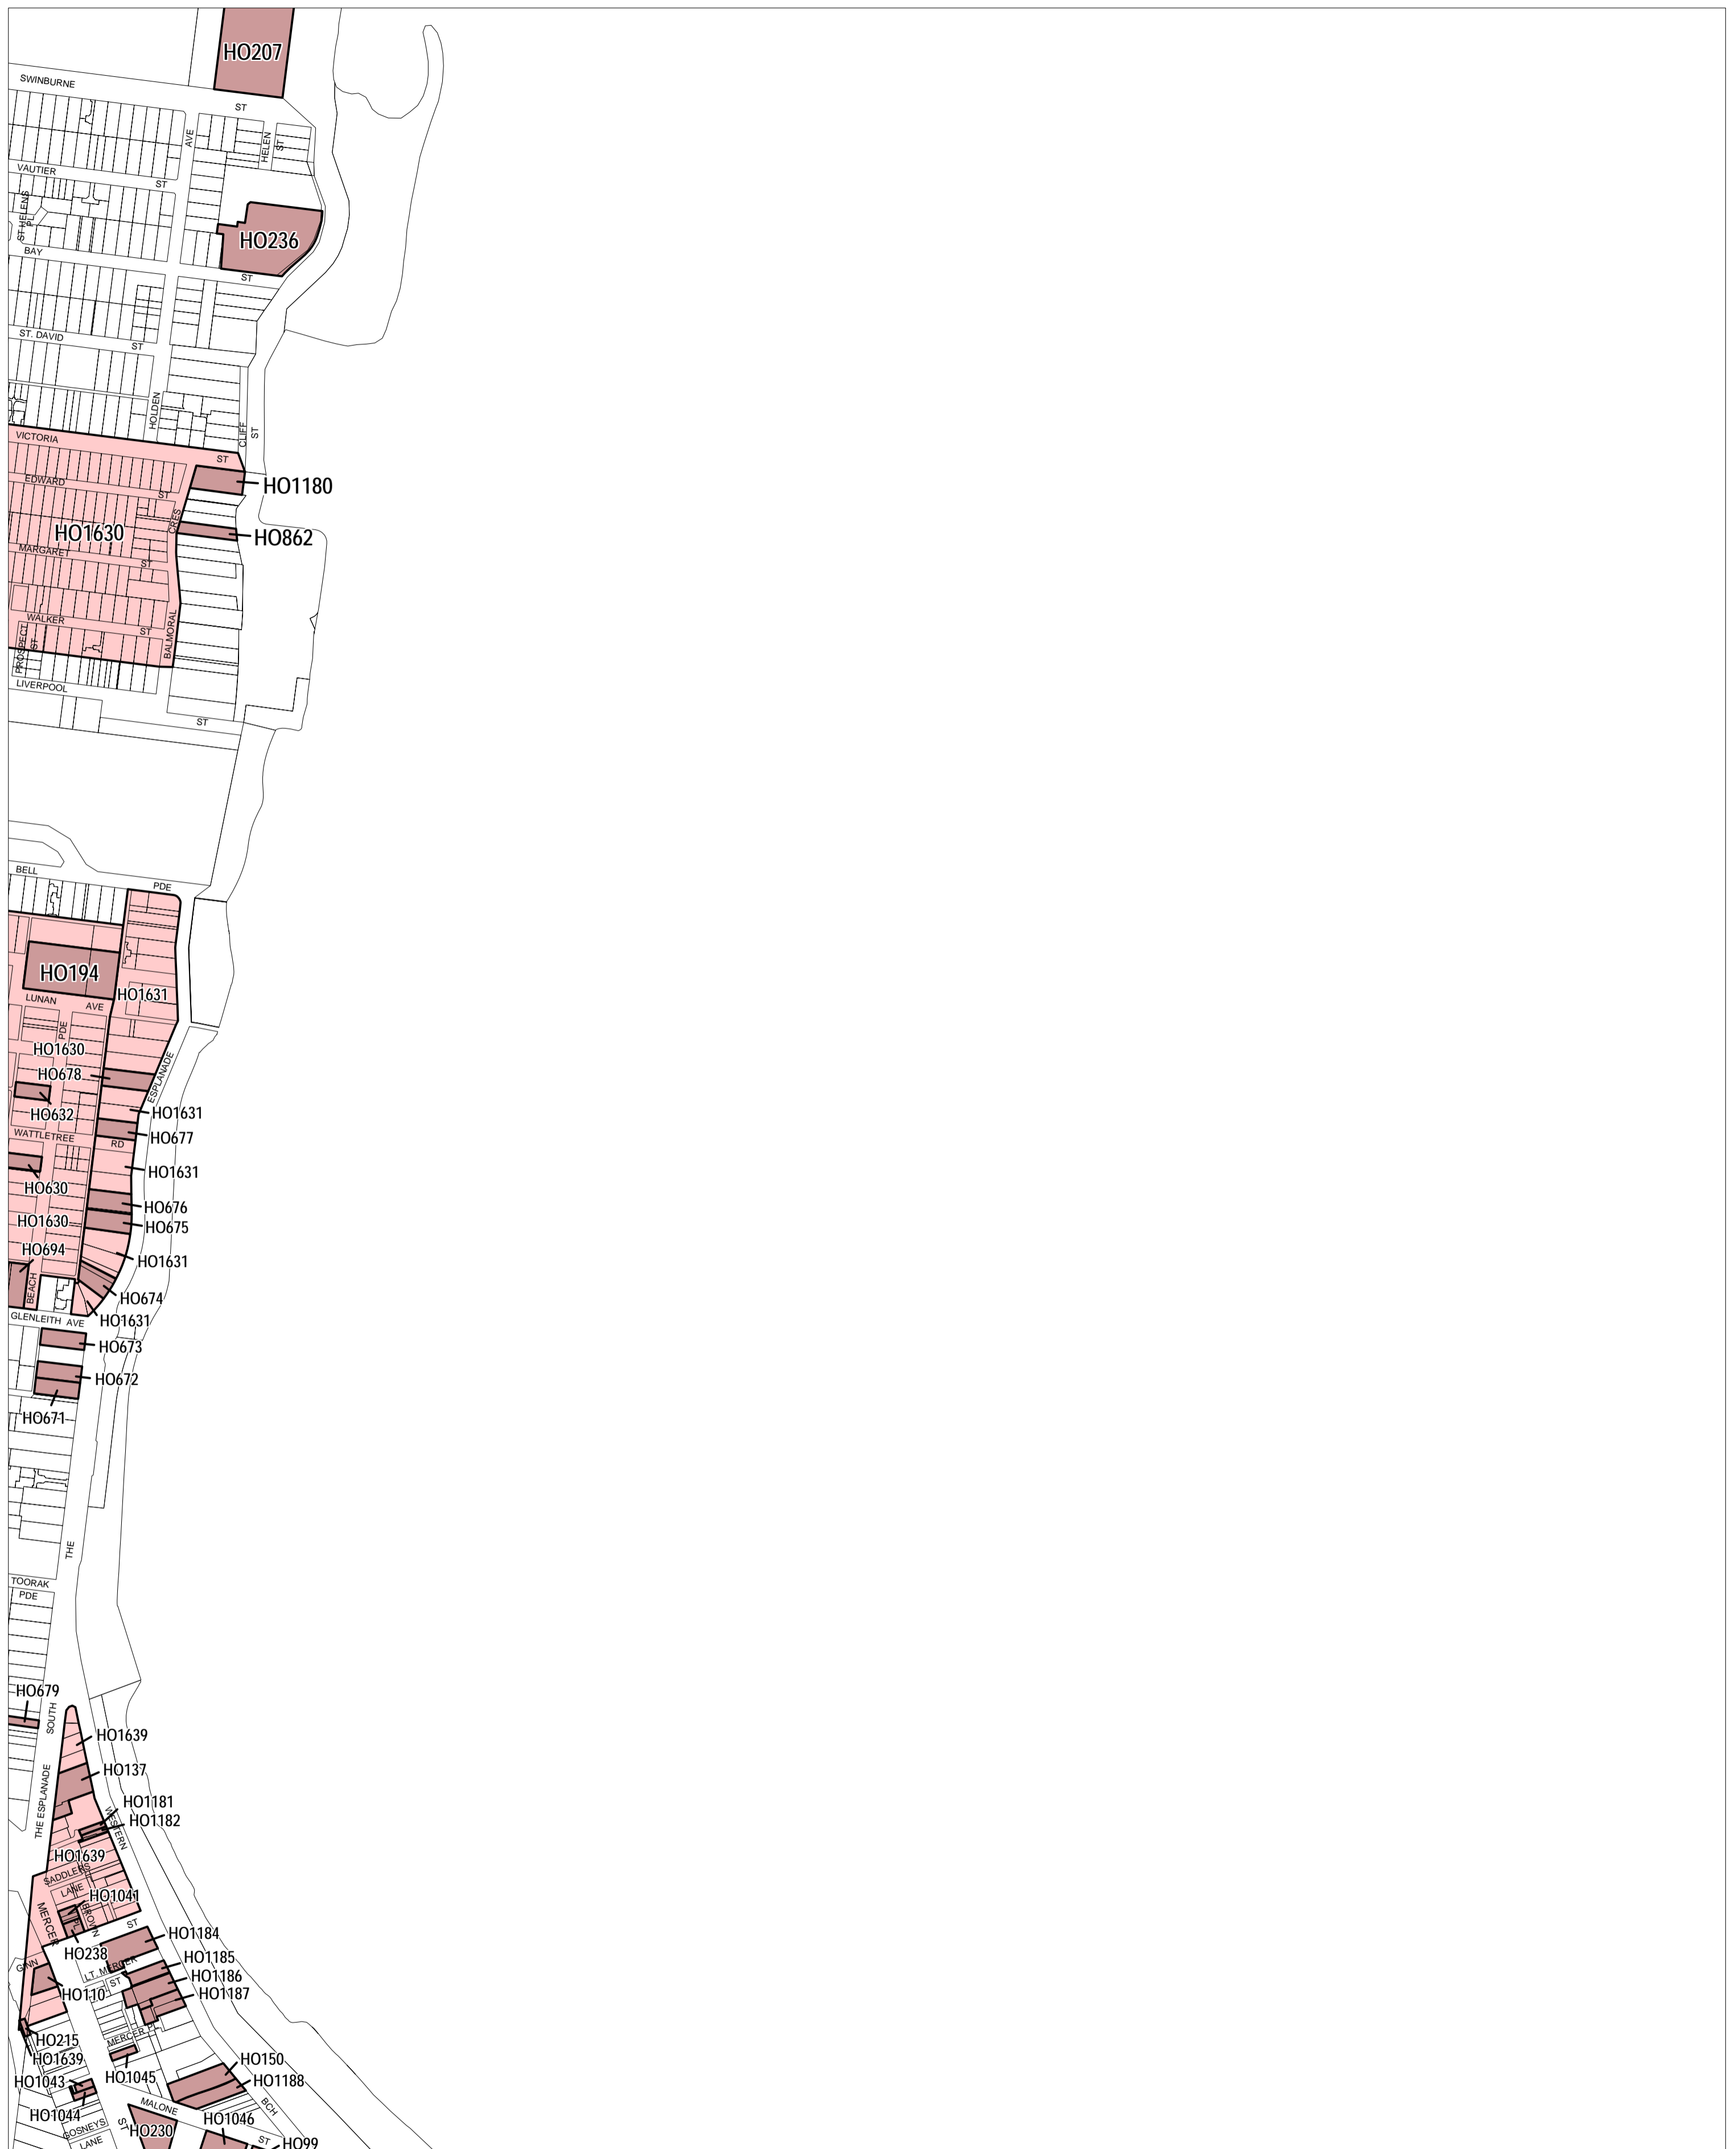 HO207
SWINBURNE
ST
AVE
HELEN
ST
VAUTIER
ST
ST HELENS
PL
HO236
BAY
ST
ST. DAVID
ST
HOLDEN
CLIFF
ST
VICTORIA
ST
HO1180
EDWARD
ST
CRES
HO1630
HO862
MARGARET
ST
WALKER
ST
PROSPECT
ST
BALMORAL
LIVERPOOL
ST
BELL
PDE
HO194
HO1631
LUNAN
AVE
PDE
HO1630
ESPLANADE
HO678
HO632
HO1631
WATTLETREE
RD
HO677
HO1631
HO630
HO676
HO1630
HO675
HO694
HO1631
BEACH
HO674
GLENLEITH AVE
HO1631
HO673
HO672
HO671
THE
TOORAK
PDE
HO679
SOUTH
HO1639
HO137
THE ESPLANADE
HO1181
HO1182
WESTERN
HO1639
SADDLERS
LANE
HO1041
BROWN
PL
MERCER
ST
HO1184
HO238
HO1185
GINN
LT. MERCER
ST
HO1186
HO110
HO1187
HO215
MERCER
PL
HO1639
HO150
HO1043
HO1045
HO1188
HO1044
MALONE
BCH
GOSNEYS
LANE
ST
HO230
HO1046
ST
HO99